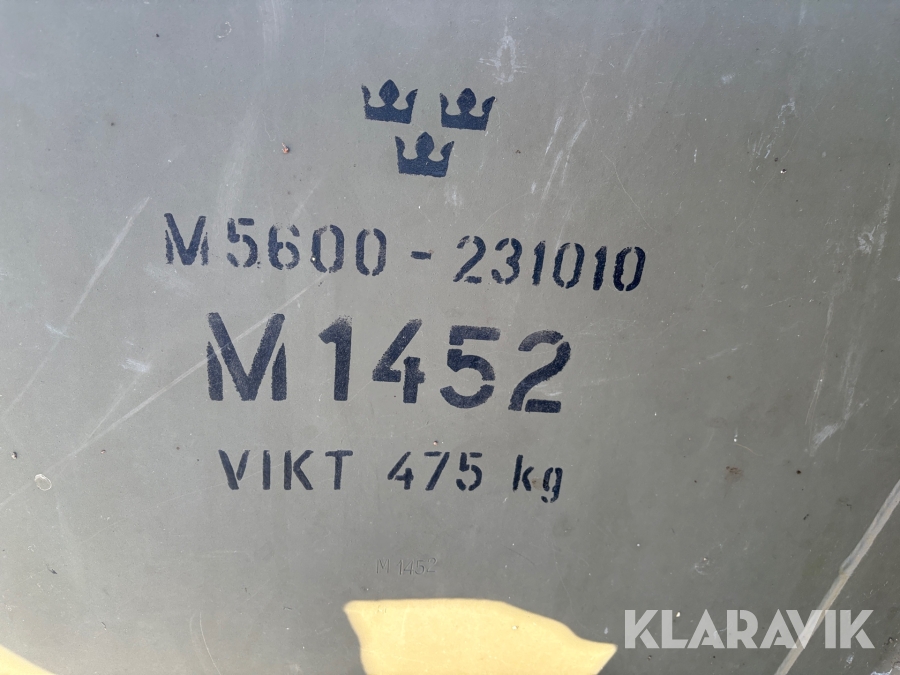 M5600-231010
M1452
VIKT 475 kg
M1452
KLARAVIK